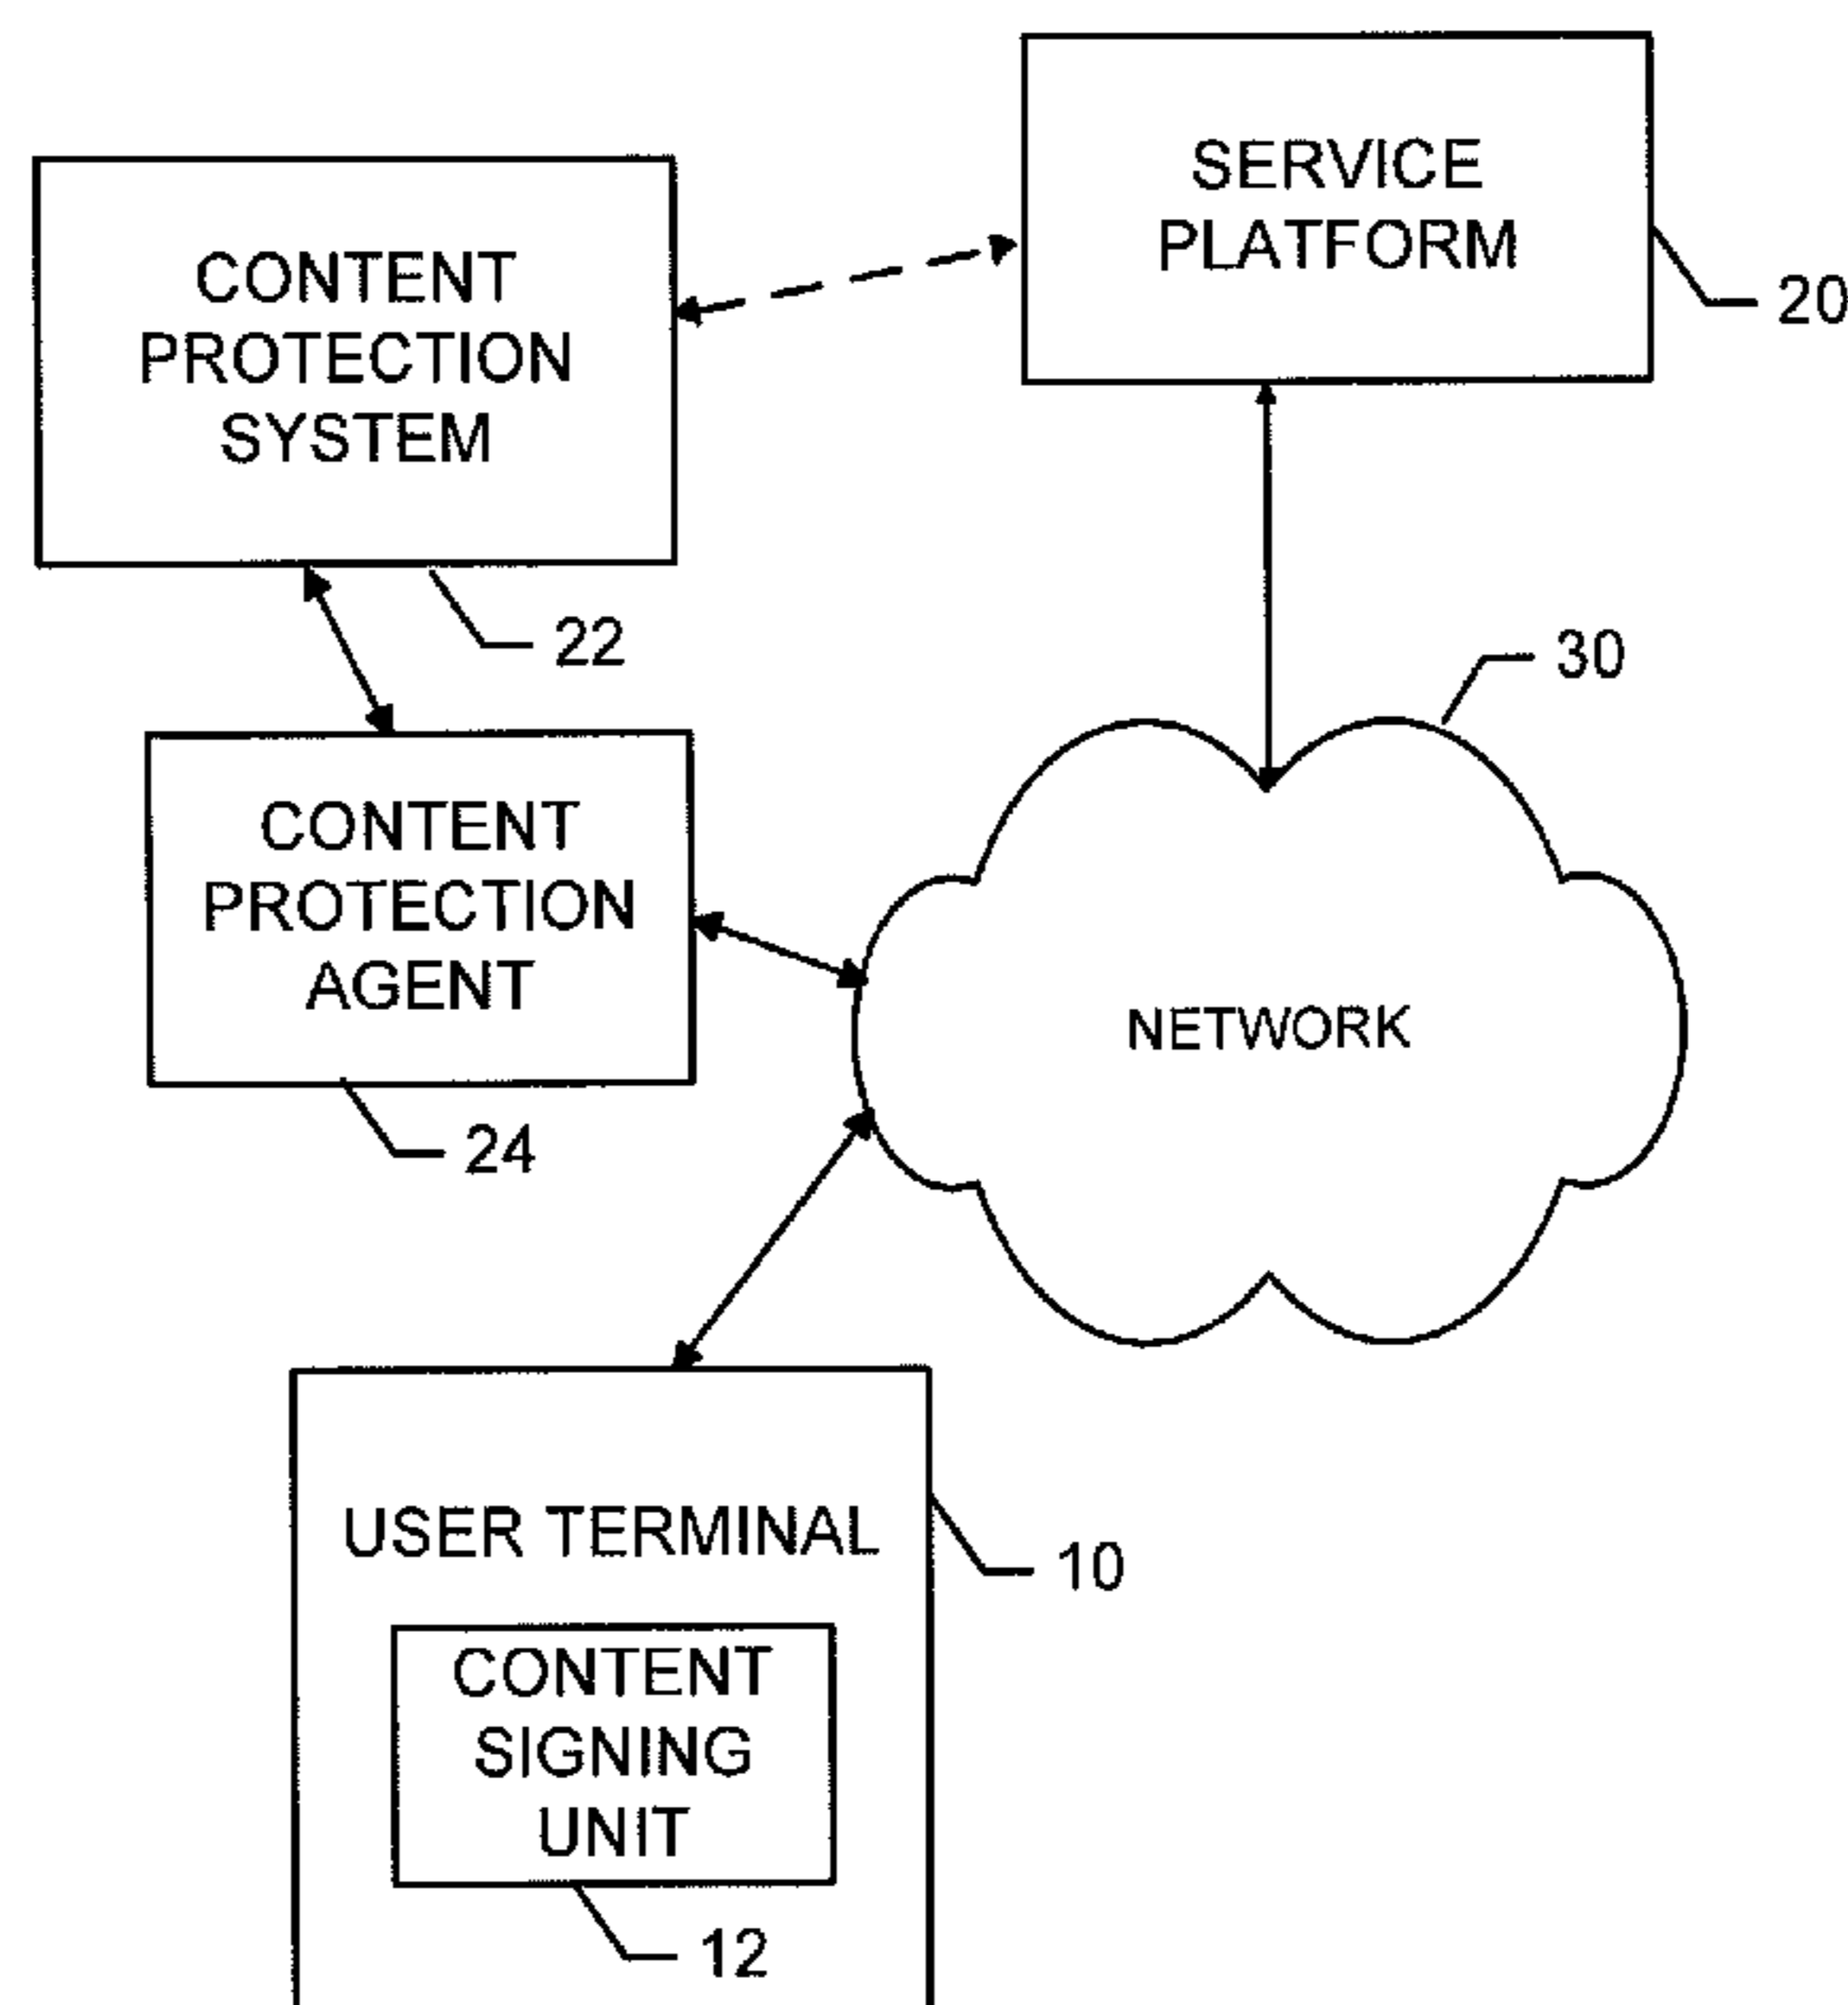 SERVICE
PLATFORM
20
CONTENT
PROTECTION
SYSTEM
22
30
CONTENT
PROTECTION
AGENT
24
NETWORK
USER TERMINAL
10
CONTENT
SIGNING
UNIT
12